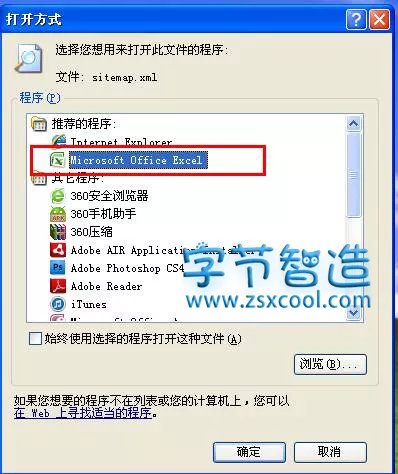 打开方式
选择您想用来打开此文件的程序:
文件: sitemap.xml
程序(P)
推荐的程序:
Internet Explorer
Microsoft Office Excel
其它程序:
360安全浏览器
360手机助手
360压缩
Adobe AIR Application Installer
Adobe Photoshop CS4
Adobe Reader
iTunes
Microsoft Office
字节智造
www.zsxcool.com
始终使用选择的程序打开这种文件(A)
浏览(B)...
如果您想要的程序不在列表或您的计算机上，您可以
在 Web 上寻找适当的程序。
确定
取消